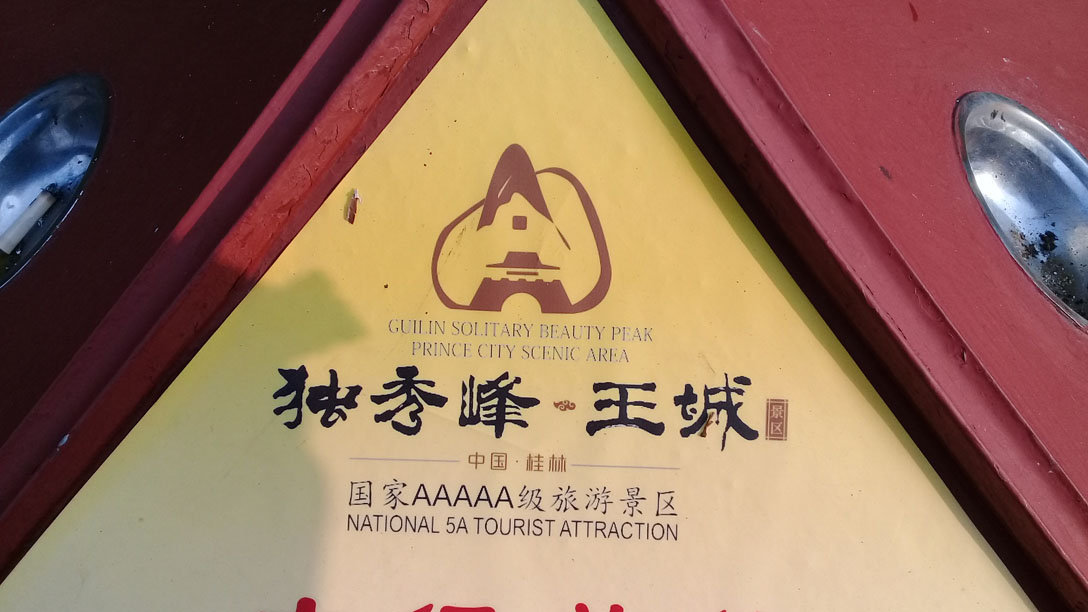 GUILIN SOLITARY BEAUTY PEAK
PRINCE CITY SCENIC AREA
独秀峰·王城 景区
中国·桂林
国家AAAAA级旅游景区
NATIONAL 5A TOURIST ATTRACTION